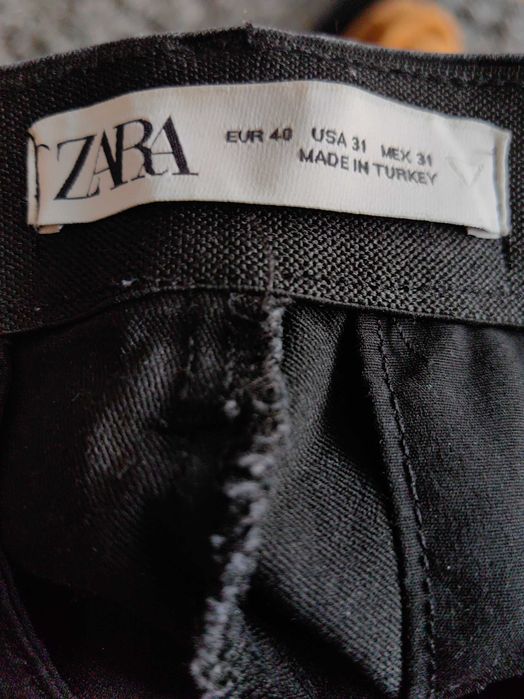 ZARA
EUR 40 USA 31 MEX 31
MADE IN TURKEY